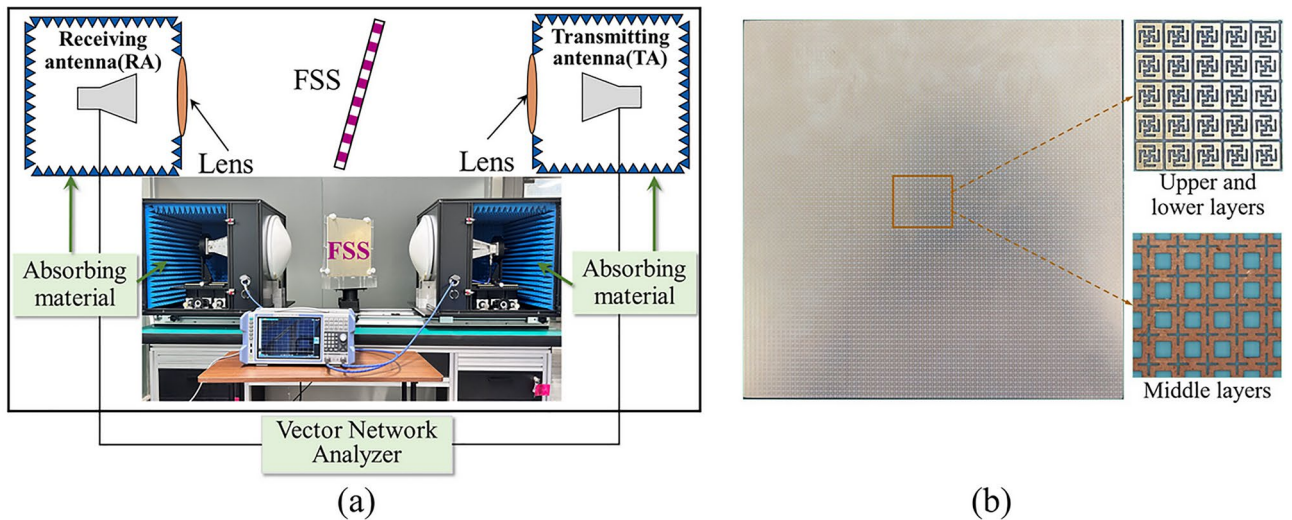 Receiving
antenna(RA)
FSS
Lens
Transmitting
antenna(TA)
Lens
Absorbing
material
FSS
Absorbing
material
Vector Network
Analyzer
(a)
Upper and
lower layers
Middle layers
(b)